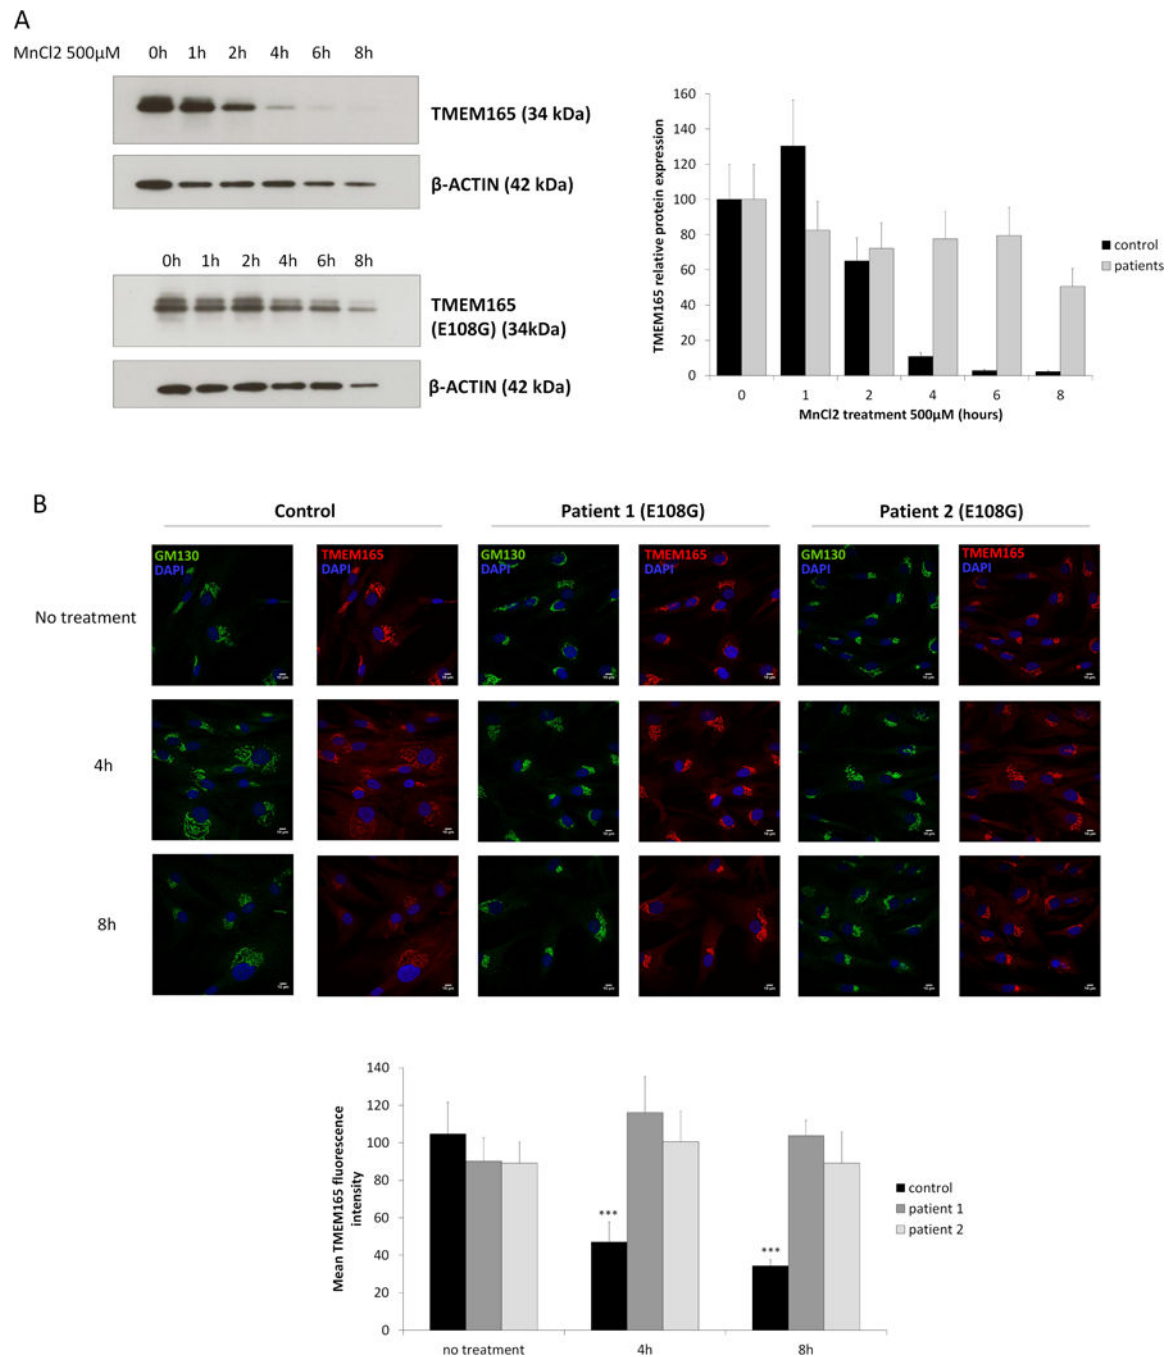 A
MnCl2 500µM 0h 1h 2h 4h 6h 8h
TMEM165 (34 kDa)
β-ACTIN (42 kDa)
0h 1h 2h 4h 6h 8h
TMEM165
(E108G) (34kDa)
β-ACTIN (42 kDa)
TMEM165 relative protein expression
160
140
120
100
80
60
40
20
0
0 1 2 4 6 8
MnCl2 treatment 500µM (hours)
control
patients
B
Control Patient 1 (E108G) Patient 2 (E108G)
No treatment
GM130
DAPI
TMEM165
DAPI
GM130
DAPI
TMEM165
DAPI
GM130
DAPI
TMEM165
DAPI
4h
8h
Mean TMEM165 fluorescence
intensity
140
120
100
80
60
40
20
0
***
***
no treatment 4h 8h
control
patient 1
patient 2